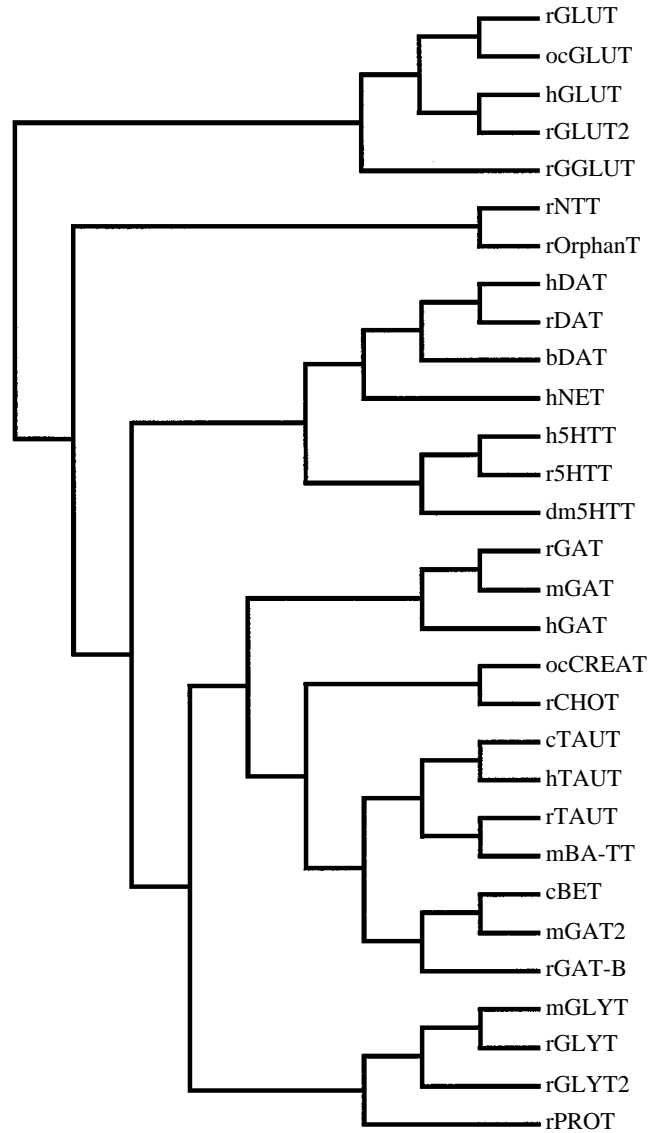 rGLUT
ocGLUT
hGLUT
rGLUT2
rGGLUT
rNTT
rOrphanT
hDAT
rDAT
bDAT
hNET
h5HTT
r5HTT
dm5HTT
rGAT
mGAT
hGAT
ocCREAT
rCHOT
cTAUT
hTAUT
rTAUT
mBA-TT
cBET
mGAT2
rGAT-B
mGLYT
rGLYT
rGLYT2
rPROT